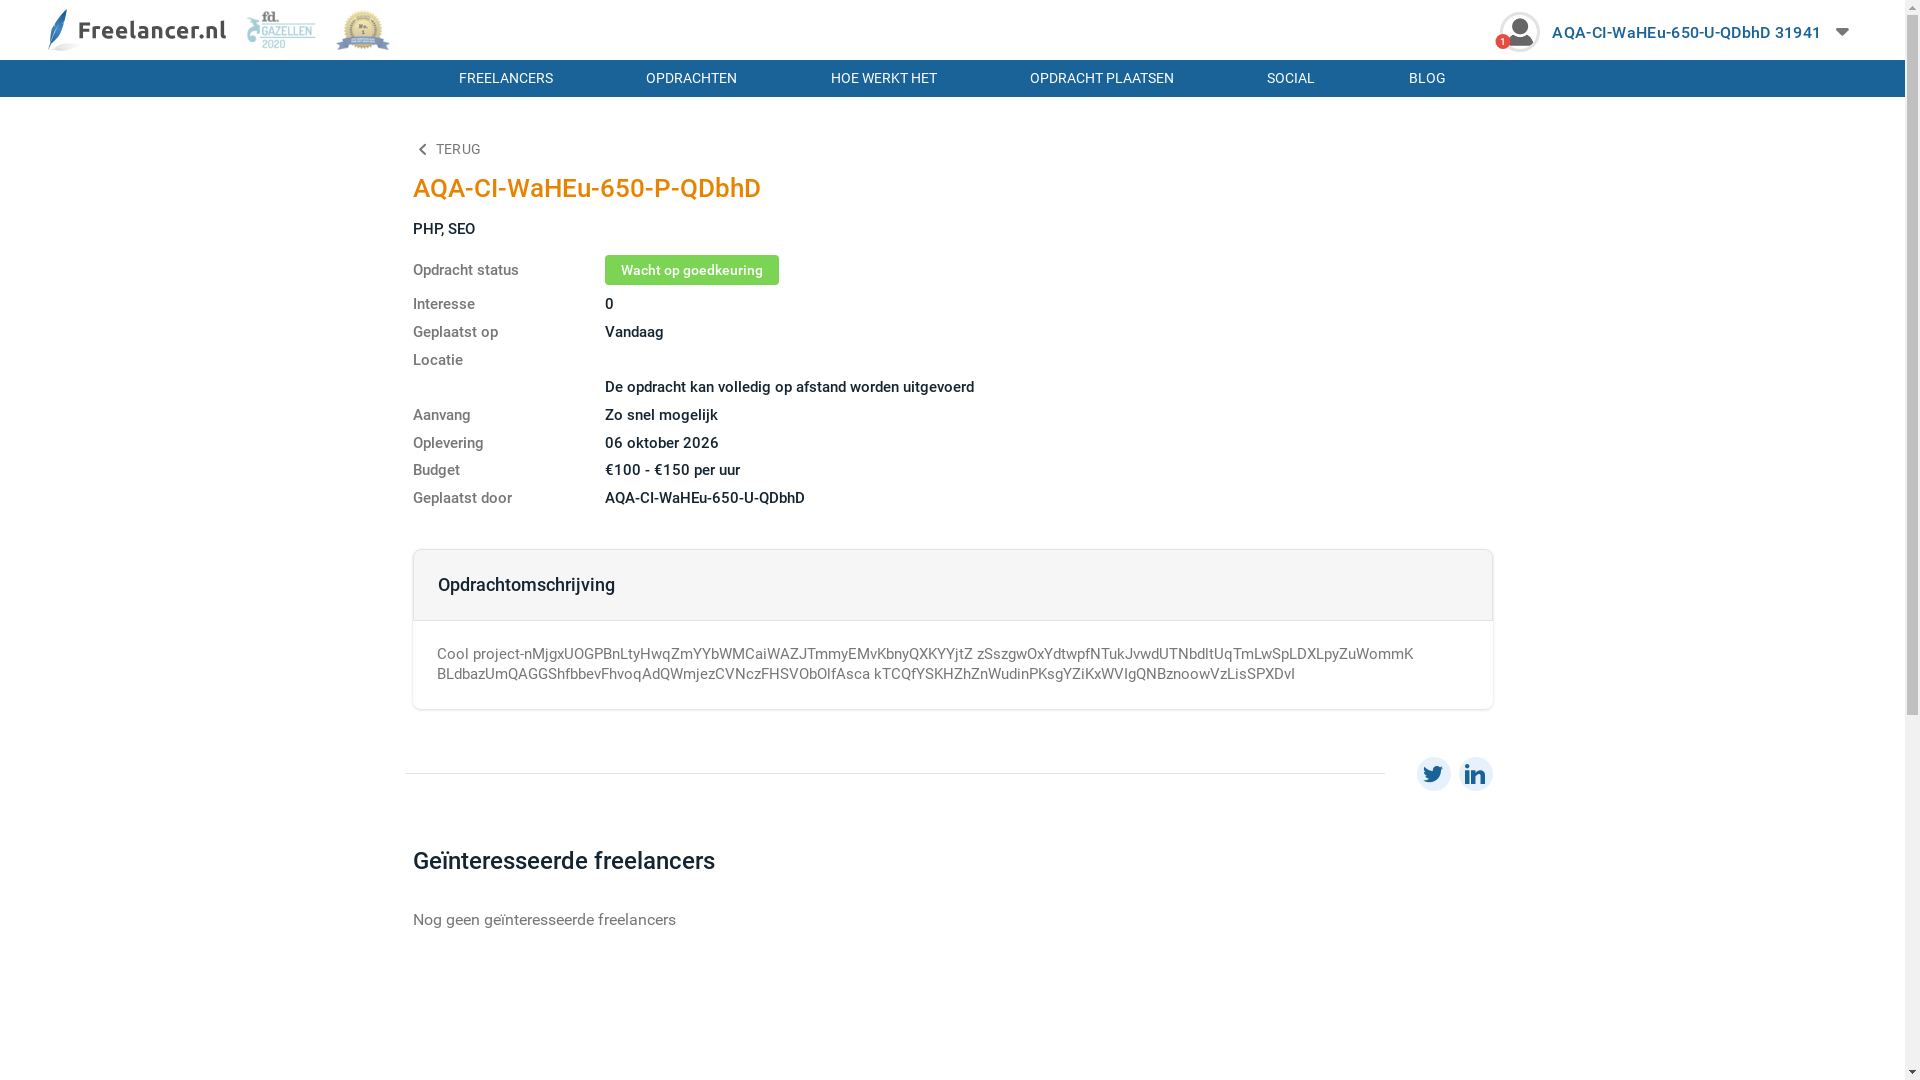 Freelancer.nl
fd.
GAZELLEN
2020
No.
1
1
AQA-CI-WaHEu-650-U-QDbhD 31941
FREELANCERS
OPDRACHTEN
HOE WERKT HET
OPDRACHT PLAATSEN
SOCIAL
BLOG
TERUG
AQA-CI-WaHEu-650-P-QDbhD
PHP, SEO
Opdracht status Wacht op goedkeuring
Interesse 0
Geplaatst op Vandaag
Locatie
De opdracht kan volledig op afstand worden uitgevoerd
Aanvang Zo snel mogelijk
Oplevering 06 oktober 2026
Budget €100 - €150 per uur
Geplaatst door AQA-CI-WaHEu-650-U-QDbhD
Opdrachtomschrijving
Cool project-nMjgxUOGPBnLtyHwqZmYYbWMCaiWAZJTmmyEMvKbnyQXKYYjtZ zSszgwOxYdtwpfNTukJvwdUTNbdItUqTmLwSpLDXLpyZuWommK
BLdbazUmQAGGShfbbevFhvoqAdQWmjezCVNczFHSVObOlfAsca kTCQfYSKHZhZnWudinPKsgYZiKxWVIgQNBznoowVzLisSPXDvI
Geïnteresseerde freelancers
Nog geen geïnteresseerde freelancers